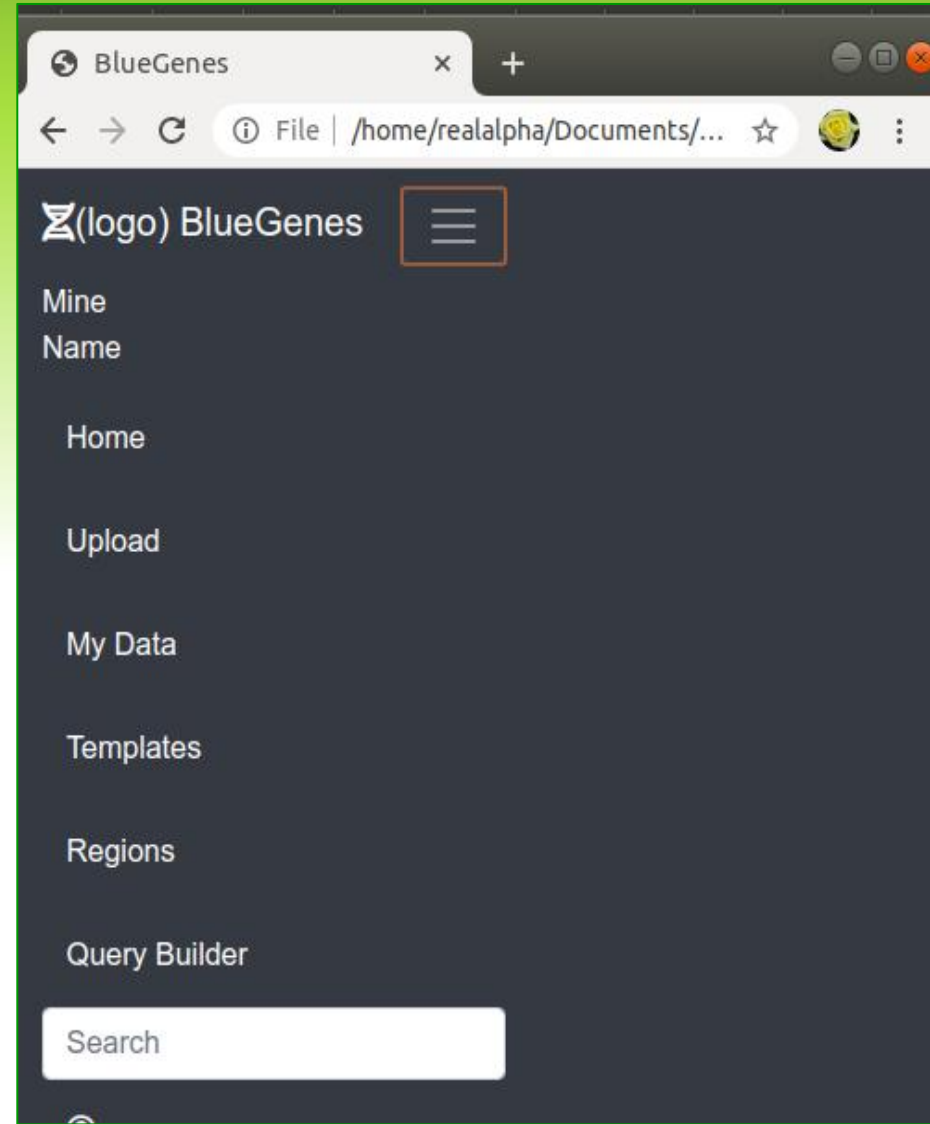 BlueGenes
File | /home/realalpha/Documents/...
(logo) BlueGenes
Mine
Name
Home
Upload
My Data
Templates
Regions
Query Builder
Search